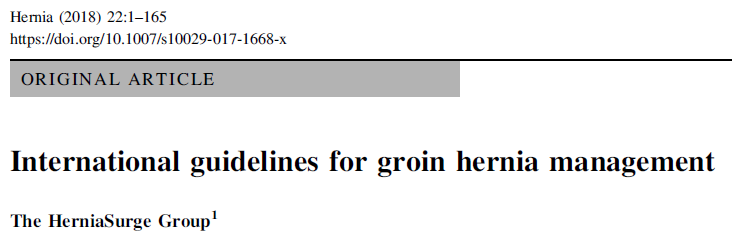 Hernia (2018) 22:1–165
https://doi.org/10.1007/s10029-017-1668-x
ORIGINAL ARTICLE
International guidelines for groin hernia management
The HerniaSurge Group1